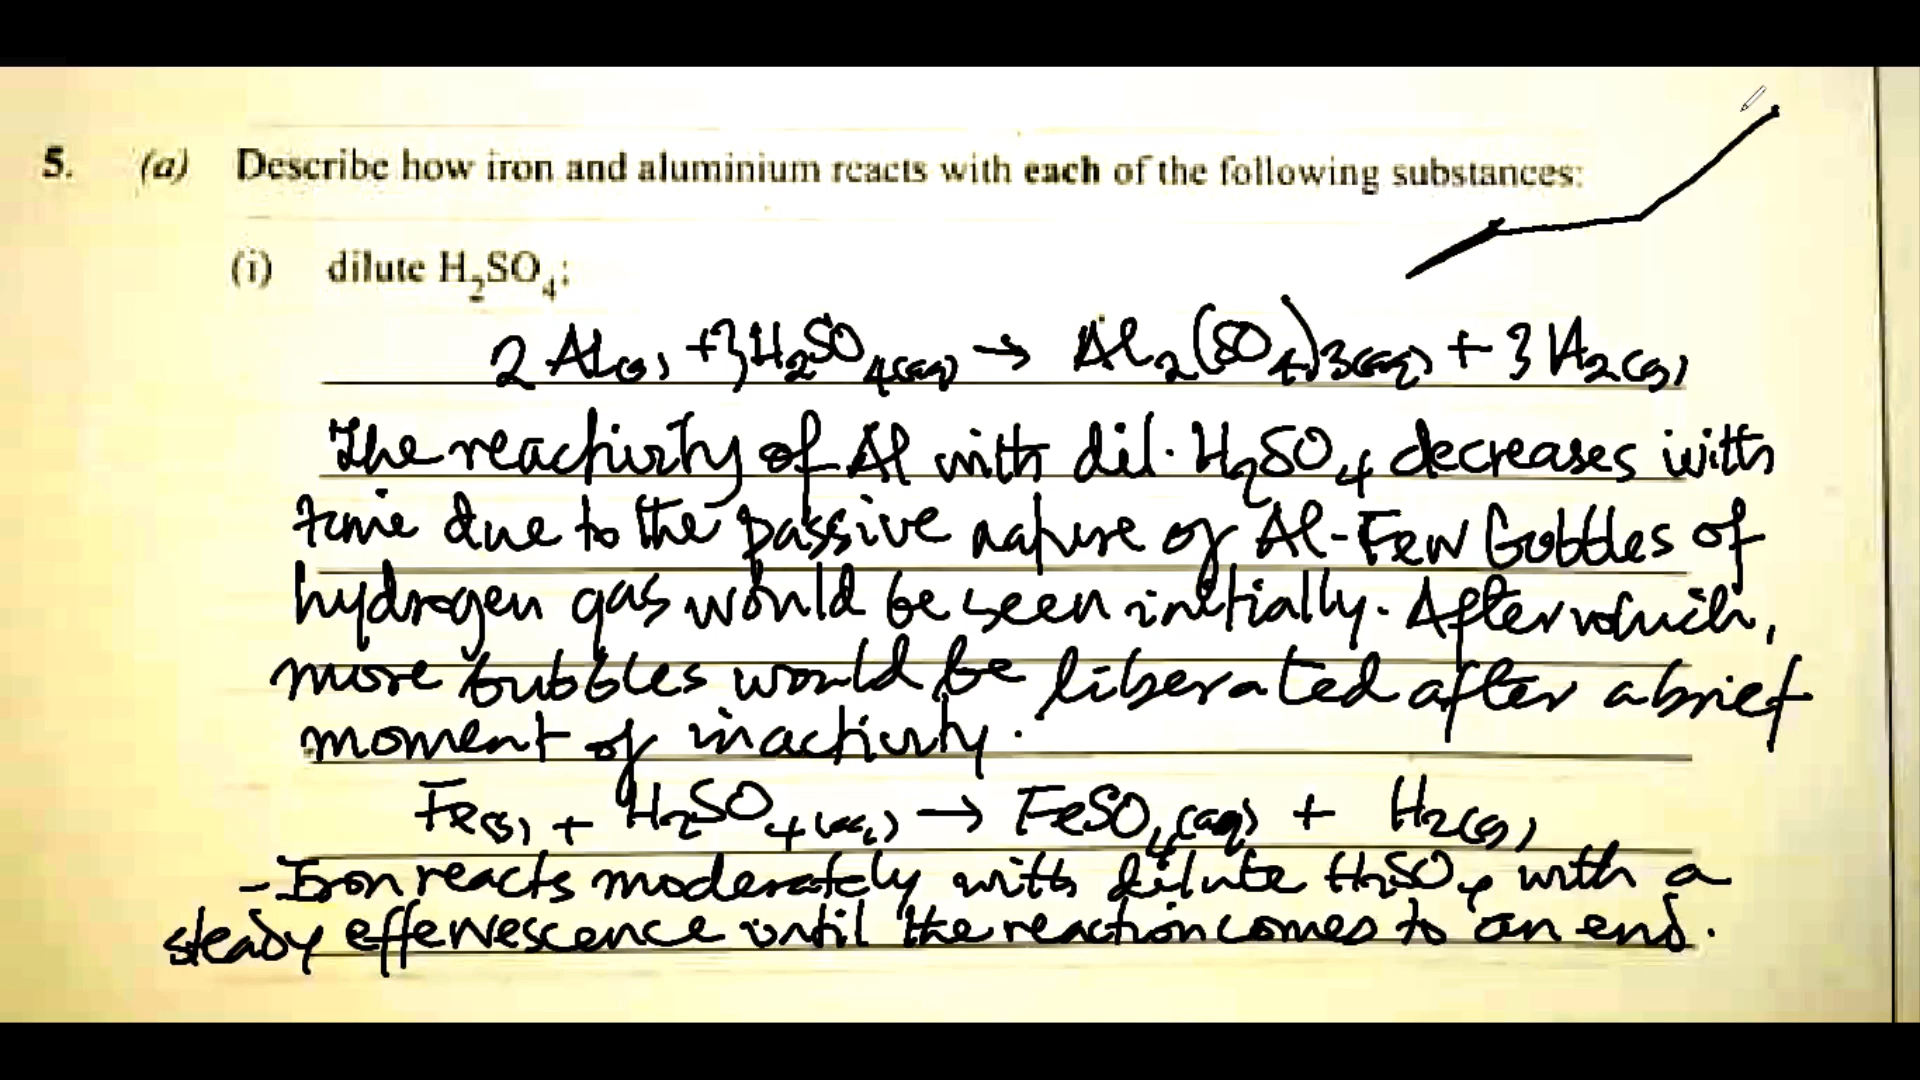 5. (a) Describe how iron and aluminium reacts with each of the following substances:
(i) dilute H₂SO₄;
2Al(s) + 3H₂SO₄(aq) → Al₂(SO₄)₃(aq) + 3H₂(g)
The reactivity of Al with dil. H₂SO₄ decreases with
time due to the passive nature of Al - Few bubbles of
hydrogen gas would be seen initially. After which,
more bubbles would be liberated after a brief
moment of inactivity.
Fe(s) + H₂SO₄(aq) → FeSO₄(aq) + H₂(g)
- Iron reacts moderately with dilute H₂SO₄ with a
steady effervescence until the reaction comes to an end.